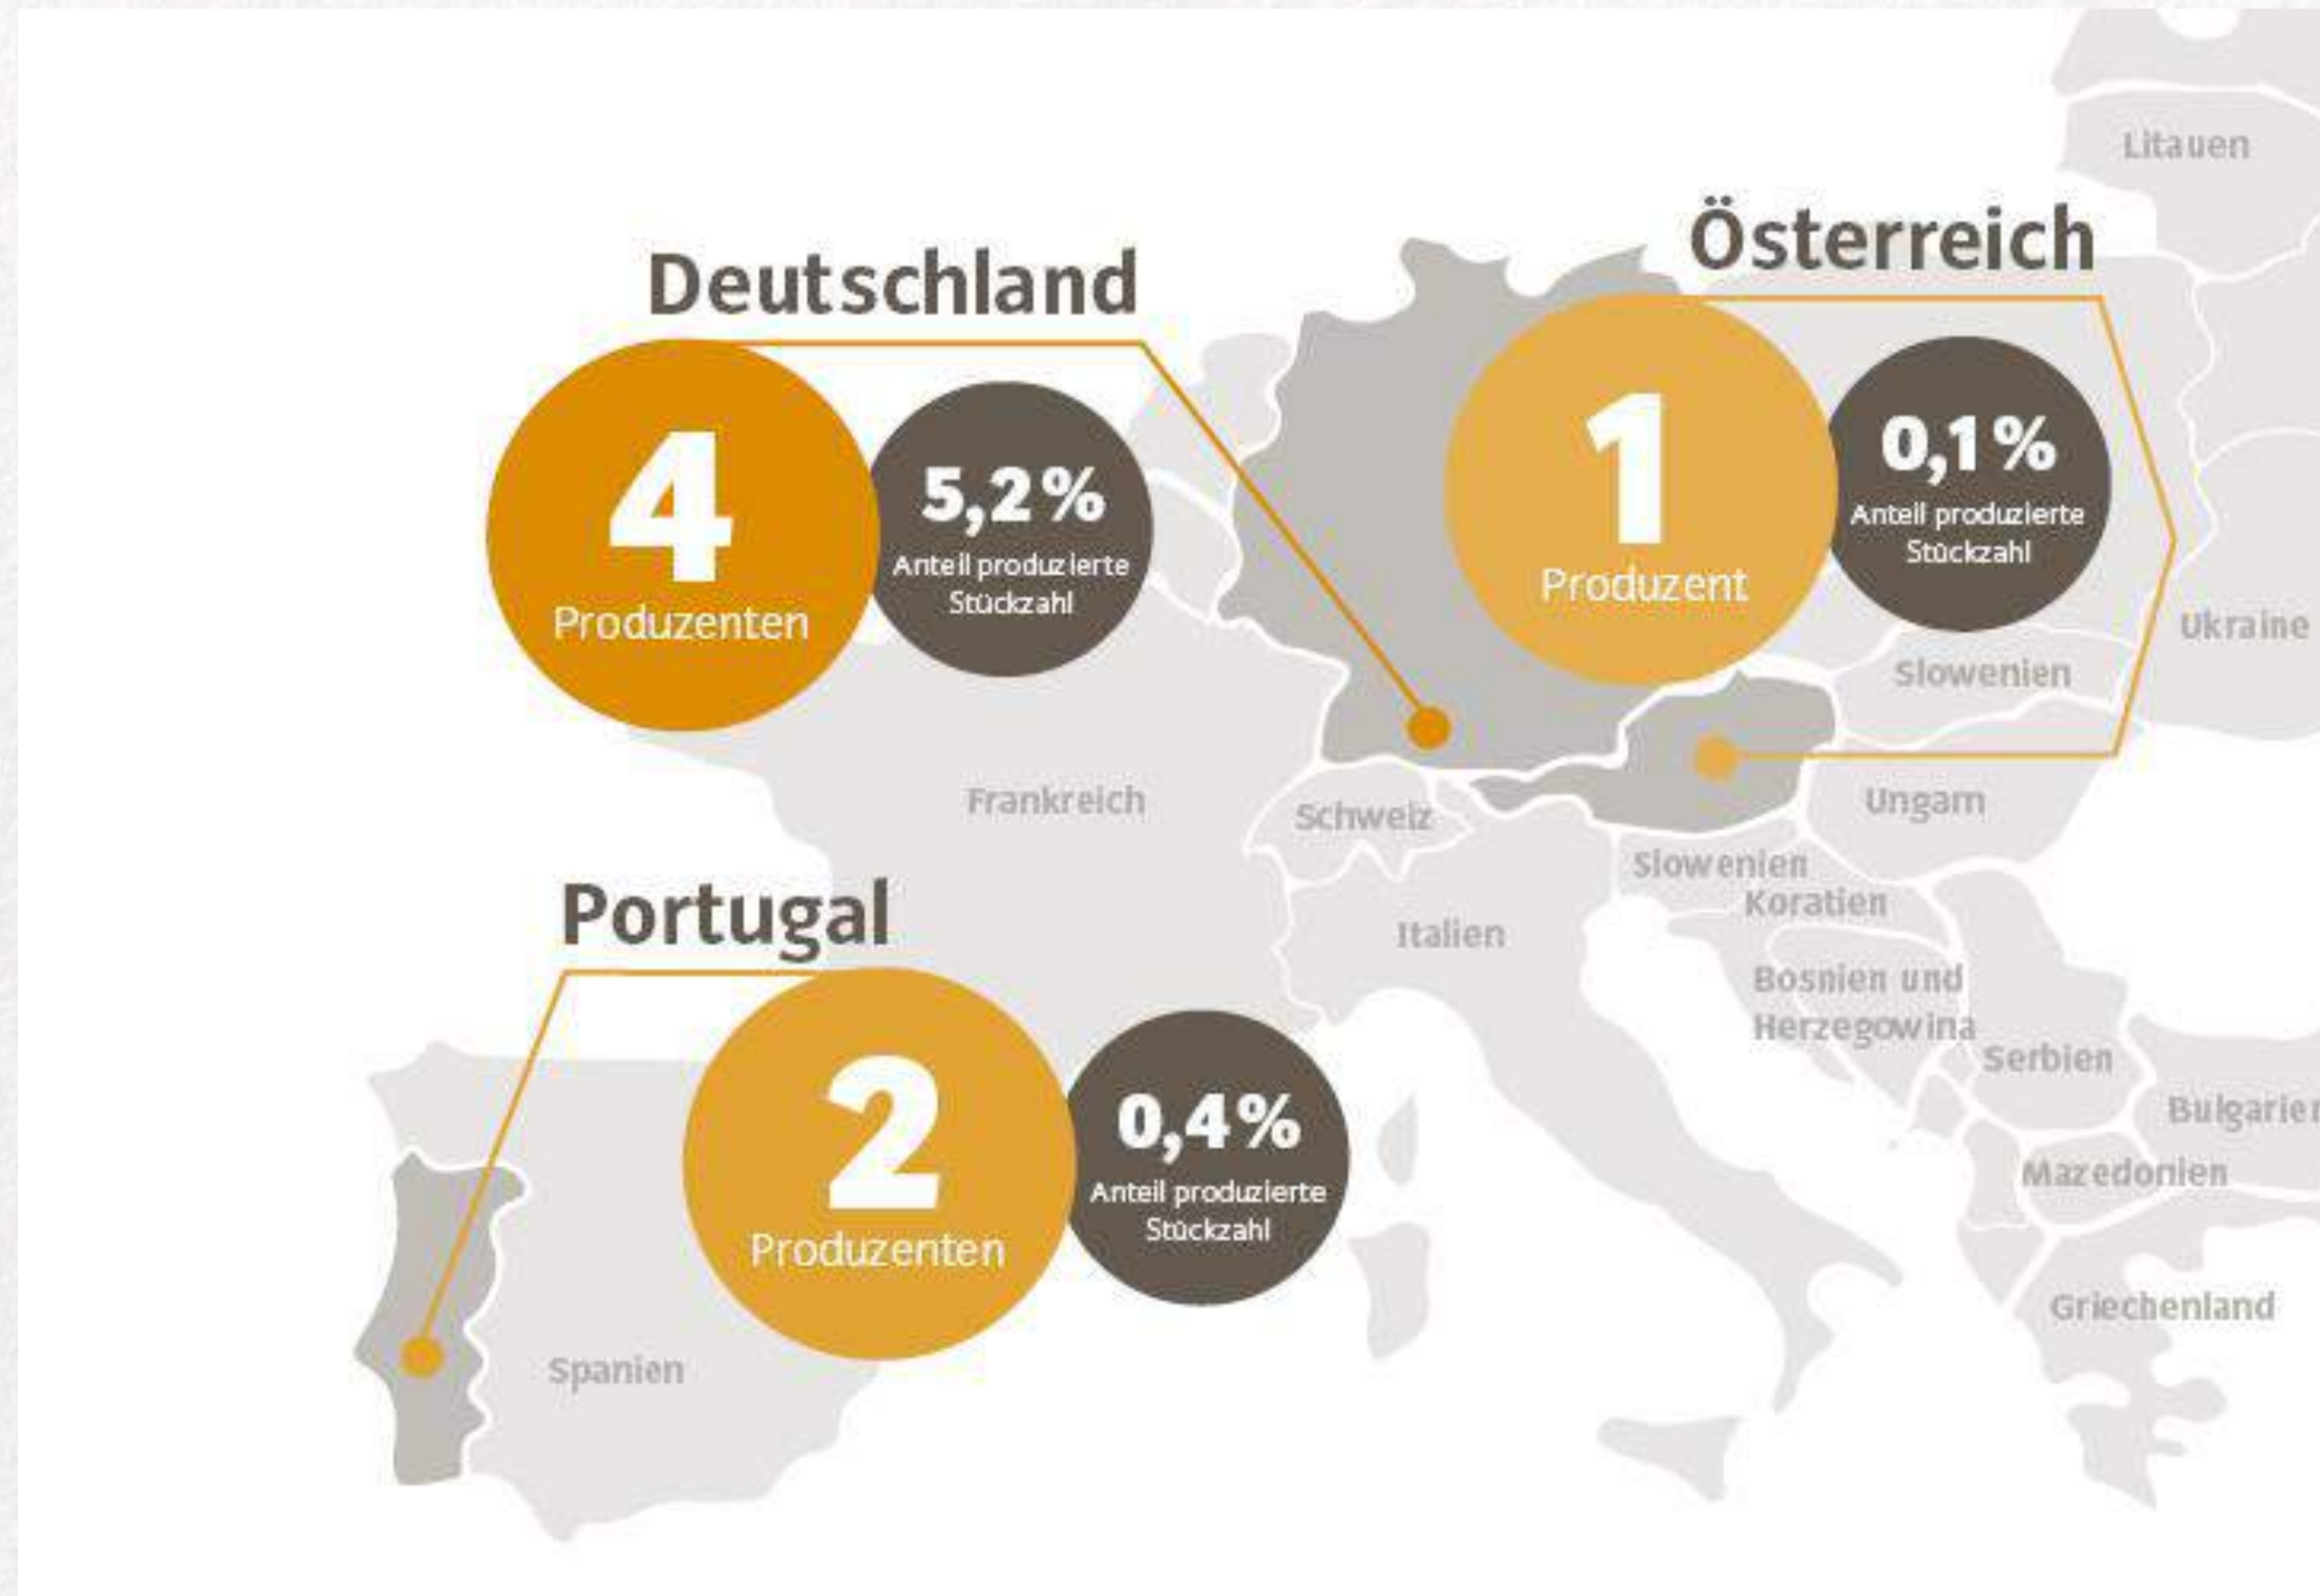 Litauen
Österreich
Deutschland
1
Produzent
0,1%
Anteil produzierte
Stückzahl
4
Produzenten
5,2%
Anteil produzierte
Stückzahl
Ukraine
Slowenien
Frankreich
Schweiz
Ungarn
Slowenien
Koratien
Italien
Portugal
Bosnien und
Herzegowina
Serbien
2
Produzenten
0,4%
Anteil produzierte
Stückzahl
Bulgarien
Mazedonien
Griechenland
Spanien